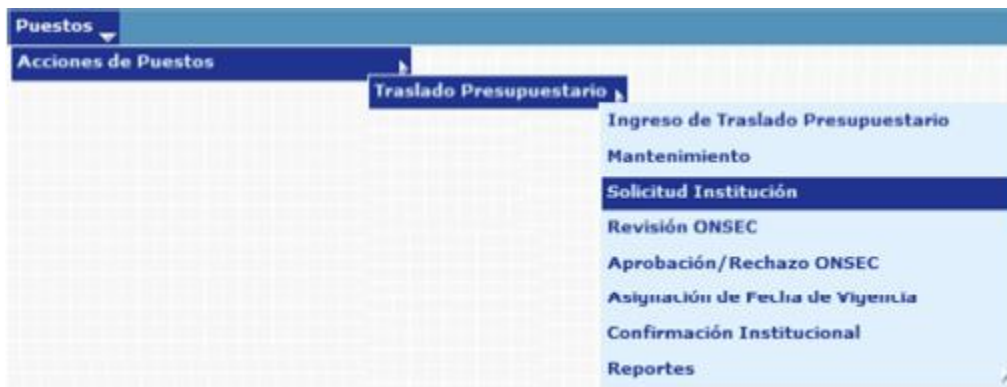 Puestos
Acciones de Puestos
Traslado Presupuestario
Ingreso de Traslado Presupuestario
Mantenimiento
Solicitud Institución
Revisión ONSEC
Aprobación/Rechazo ONSEC
Asignación de Fecha de Vigencia
Confirmación Institucional
Reportes